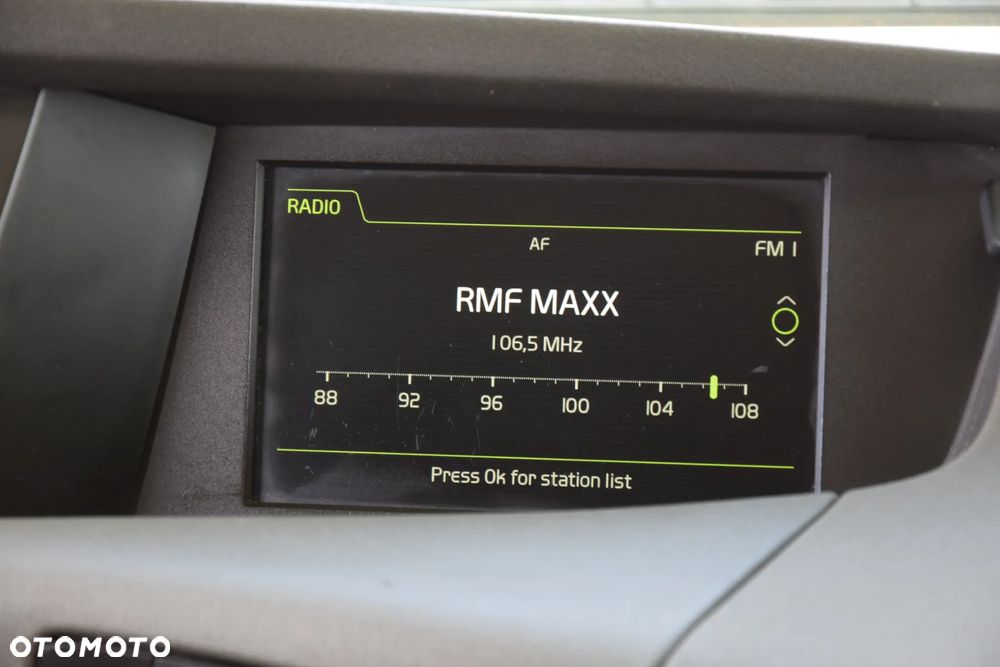 RADIO
AF
FM 1
RMF MAXX
106,5 MHz
88 92 96 100 104 108
Press Ok for station list
OTOMOTO